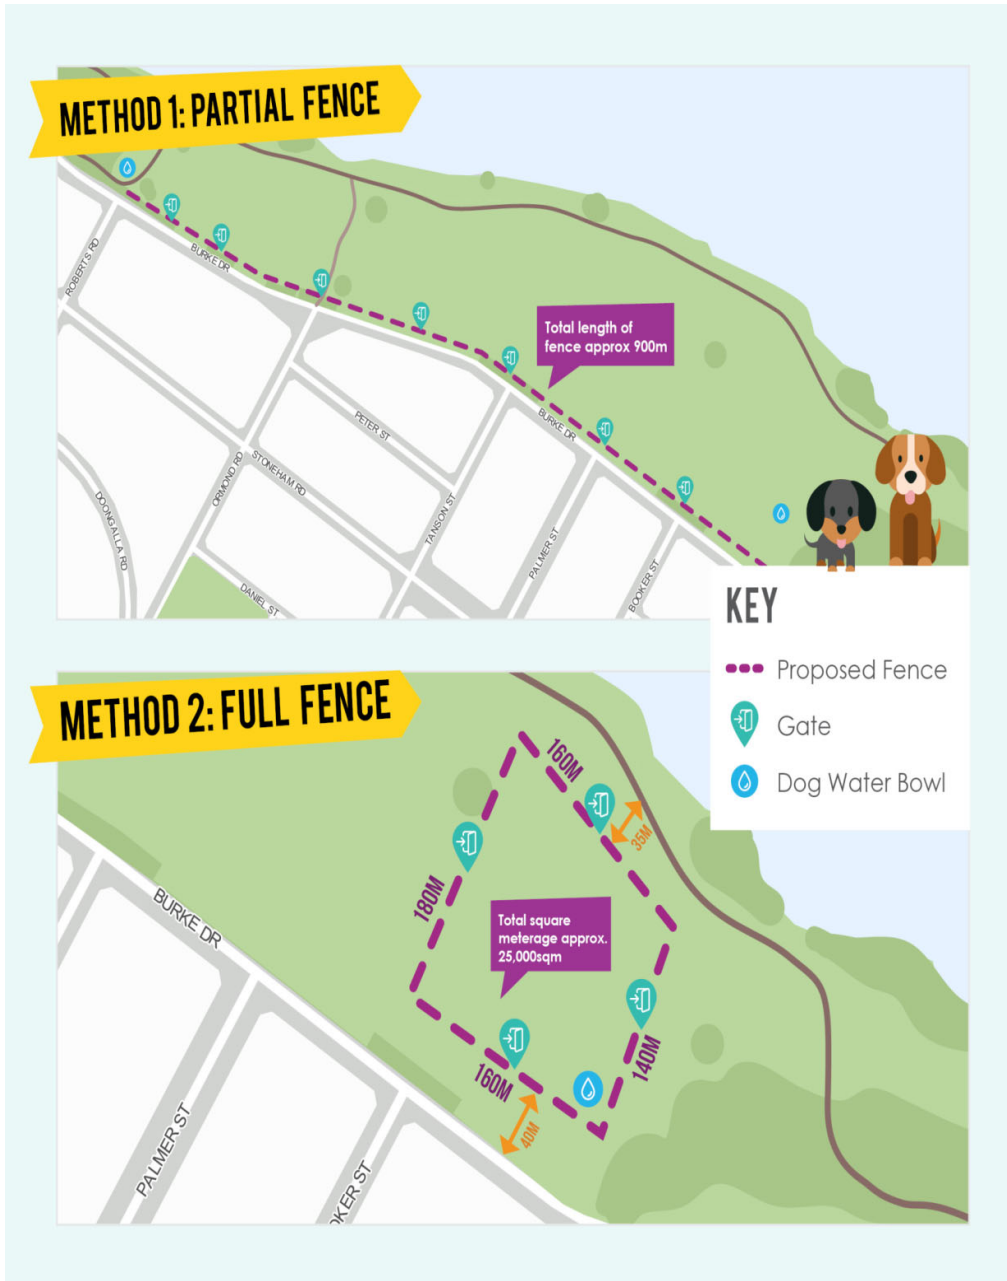 METHOD 1: PARTIAL FENCE
ROBERTS RD
BURKE DR
Total length of
fence approx 900m
BURKE DR
PETER ST
STONEHAM RD
ORMOND RD
DOONGALLA RD
TANSON ST
PALMER ST
BOOKER ST
DANIEL ST
KEY
Proposed Fence
Gate
Dog Water Bowl
METHOD 2: FULL FENCE
160M
35M
180M
BURKE DR
Total square
meterage approx.
25,000sqm
140M
160M
40M
PALMER ST
OKER ST